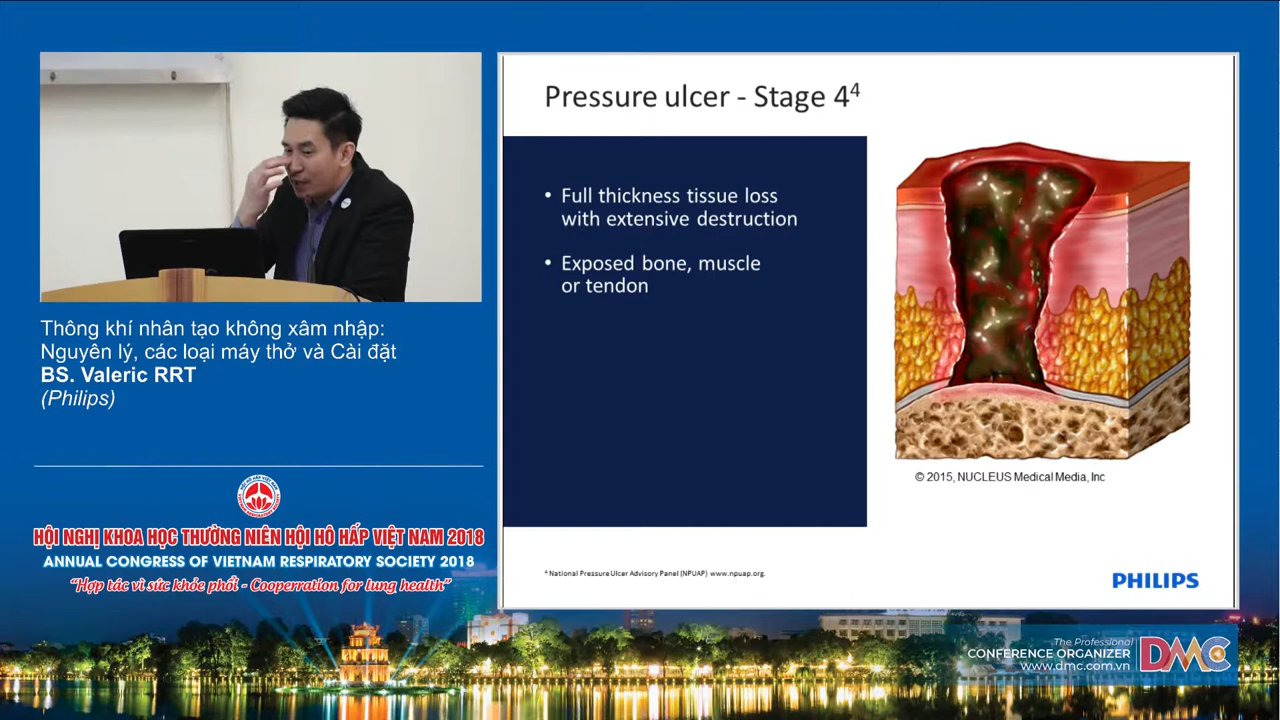 Thông khí nhân tạo không xâm nhập:
Nguyên lý, các loại máy thở và Cài đặt
BS. Valeric RRT
(Philips)
HỘI NGHỊ KHOA HỌC THƯỜNG NIÊN HỘI HÔ HẤP VIỆT NAM 2018
ANNUAL CONGRESS OF VIETNAM RESPIRATORY SOCIETY 2018
“Hợp tác vì sức khỏe phổi - Cooperration for lung health”
Pressure ulcer - Stage 4⁴
• Full thickness tissue loss
with extensive destruction
• Exposed bone, muscle
or tendon
© 2015, NUCLEUS Medical Media, Inc
⁴ National Pressure Ulcer Advisory Panel (NPUAP) www.npuap.org.
PHILIPS
The Professional
CONFERENCE ORGANIZER
www.dmc.com.vn
DMC